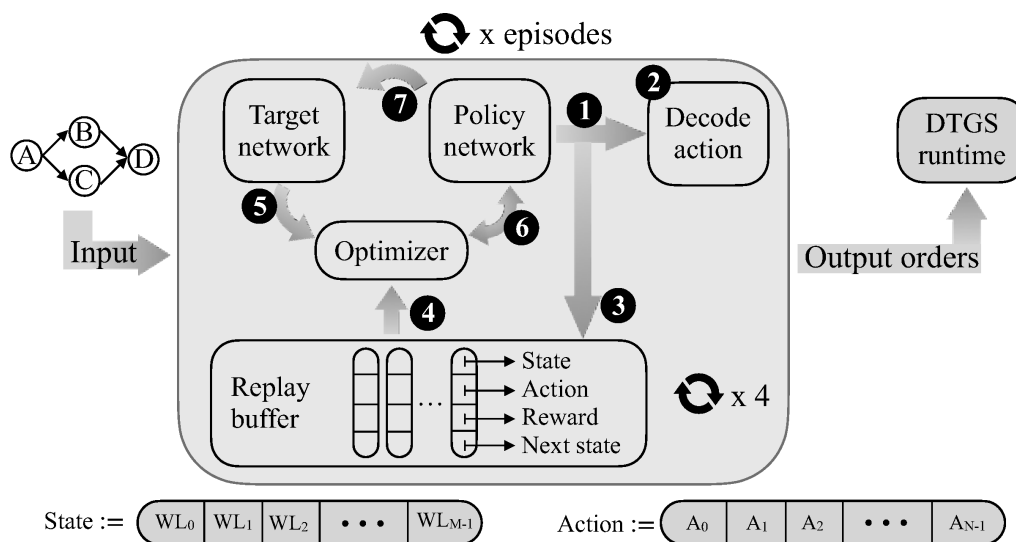 x episodes
7
2
1
Target
network
Policy
network
Decode
action
DTGS
runtime
A
B
C
D
5
6
Optimizer
Input
Output orders
4
3
Replay
buffer
...
State
Action
Reward
Next state
x 4
State := WL0 WL1 WL2 • • • WLM-1
Action := A0 A1 A2 • • • AN-1